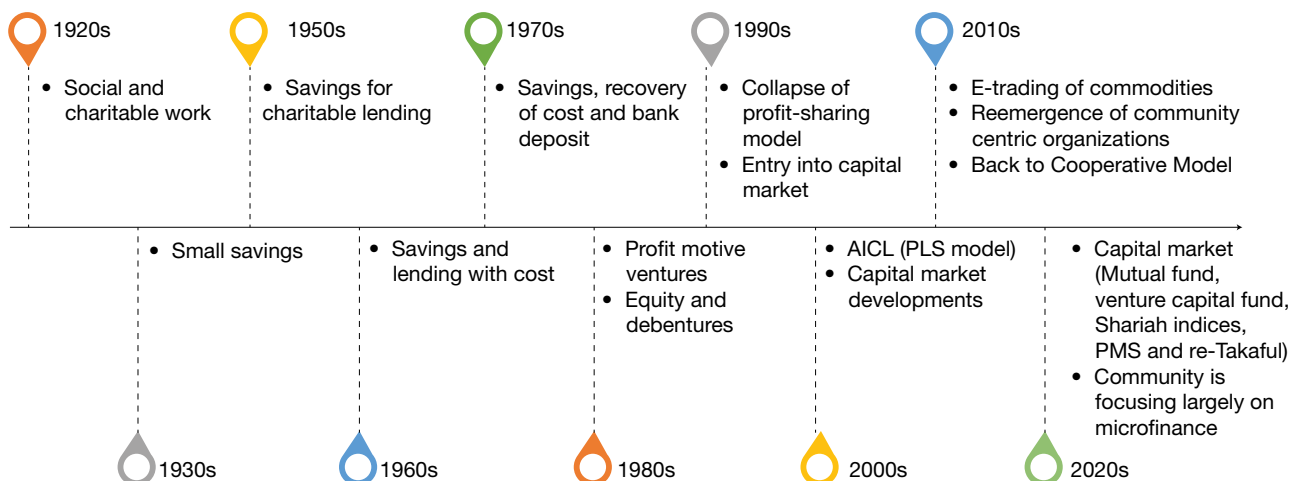 1920s
• Social and
charitable work
1950s
• Savings for
charitable lending
1970s
• Savings, recovery
of cost and bank
deposit
1990s
• Collapse of
profit-sharing
model
• Entry into capital
market
2010s
• E-trading of commodities
• Reemergence of community
centric organizations
• Back to Cooperative Model
• Small savings
1930s
• Savings and
lending with cost
1960s
• Profit motive
ventures
• Equity and
debentures
1980s
• AICL (PLS model)
• Capital market
developments
2000s
• Capital market
(Mutual fund,
venture capital fund,
Shariah indices,
PMS and re-Takaful)
• Community is
focusing largely on
microfinance
2020s